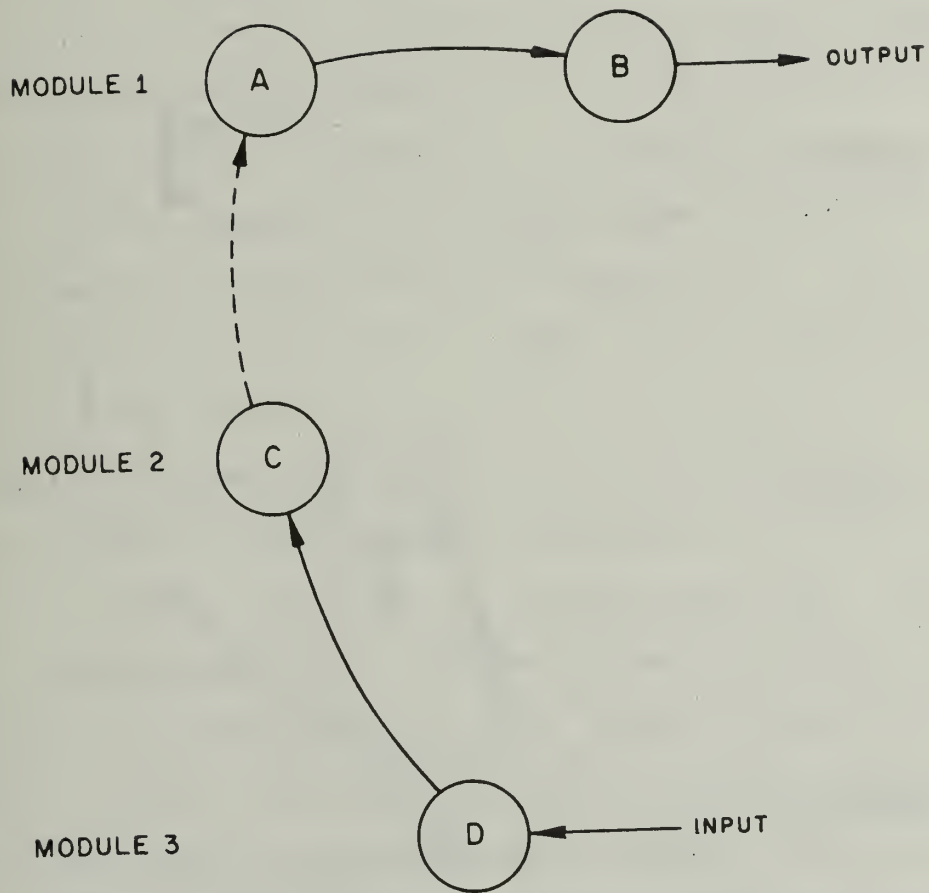 MODULE 1
A
B
OUTPUT
MODULE 2
C
MODULE 3
D
INPUT